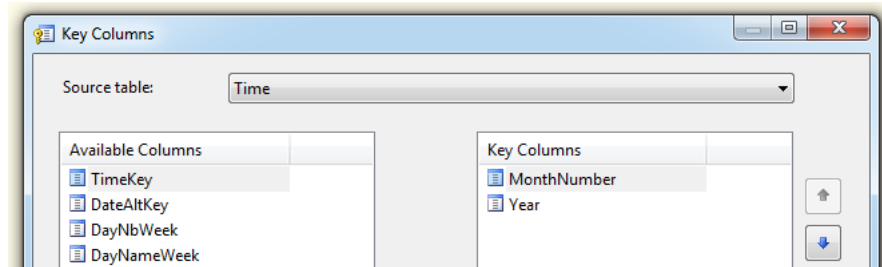 Key Columns
Source table: Time
Available Columns
TimeKey
DateAltKey
DayNbWeek
DayNameWeek
Key Columns
MonthNumber
Year